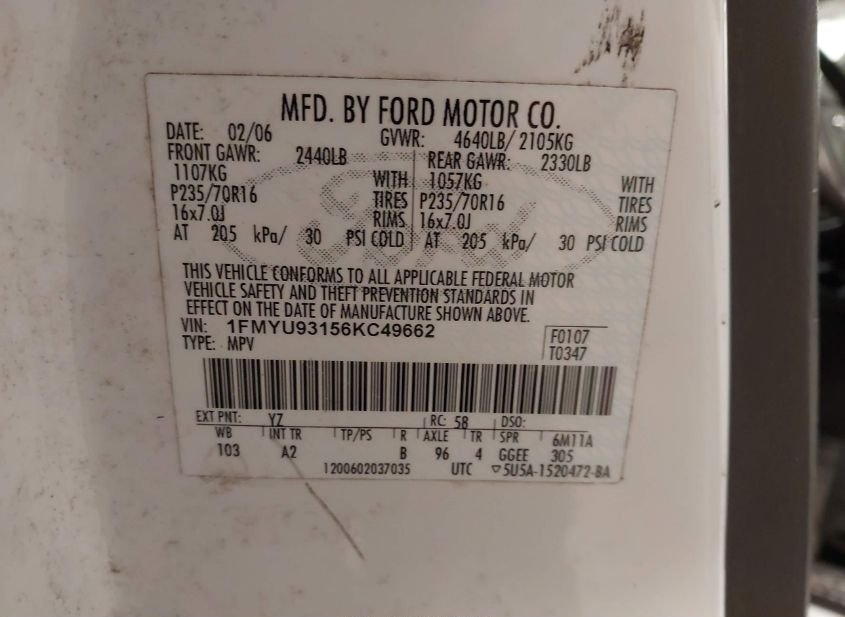 MFD. BY FORD MOTOR CO.
DATE: 02/06 GVWR: 4640LB/ 2105KG
FRONT GAWR: 2440LB REAR GAWR: 2330LB
1107KG WITH 1057KG WITH
P235/70R16 TIRES P235/70R16 TIRES
16x7.0J RIMS 16x7.0J RIMS
AT 205 kPa/ 30 PSI COLD AT 205 kPa/ 30 PSI COLD
THIS VEHICLE CONFORMS TO ALL APPLICABLE FEDERAL MOTOR
VEHICLE SAFETY AND THEFT PREVENTION STANDARDS IN
EFFECT ON THE DATE OF MANUFACTURE SHOWN ABOVE.
VIN: 1FMYU93156KC49662
TYPE: MPV
F0107
T0347
EXT PNT: YZ RC: 58 DSO:
WB INT TR TP/PS R AXLE TR SPR 6M11A
103 A2 B 96 4 GGEE 305
1200602037035 UTC ▽5U5A-1520472-BA